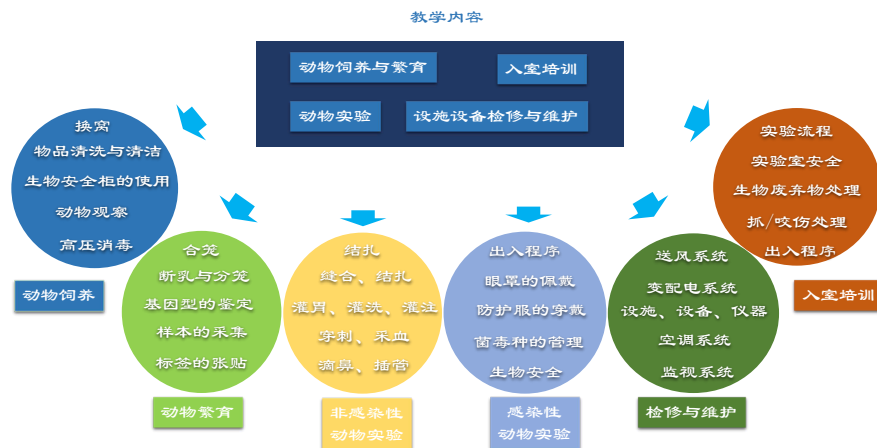 教学内容
动物饲养与繁育
入室培训
动物实验
设施设备检修与维护
换窝
物品清洗与清洁
生物安全柜的使用
动物观察
高压消毒
动物饲养
合笼
断乳与分笼
基因型的鉴定
样本的采集
标签的张贴
动物繁育
结扎
缝合、结扎
灌胃、灌洗、灌注
穿刺、采血
滴鼻、插管
非感染性
动物实验
出入程序
眼罩的佩戴
防护服的穿戴
菌毒种的管理
生物安全
感染性
动物实验
送风系统
变配电系统
设施、设备、仪器
空调系统
监视系统
检修与维护
实验流程
实验室安全
生物废弃物处理
抓/咬伤处理
出入程序
入室培训